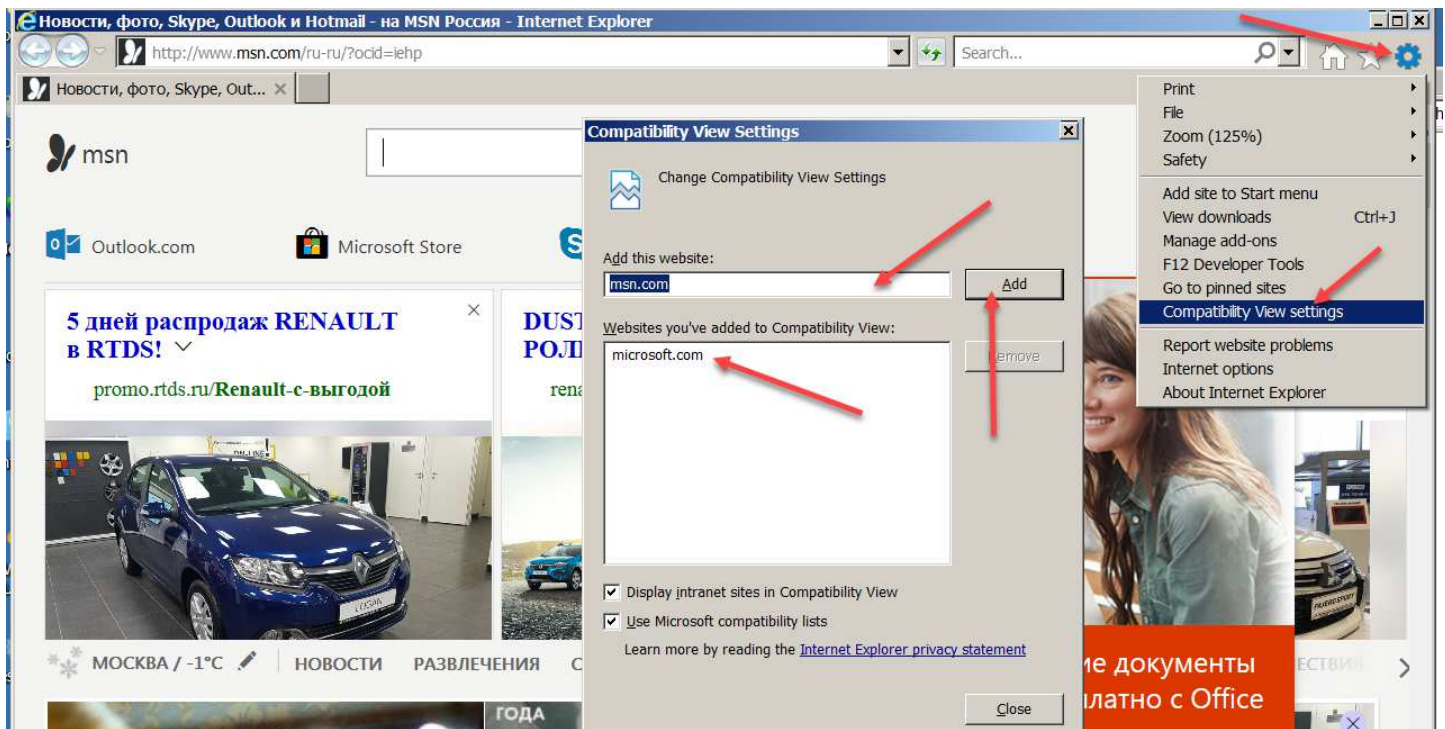 Новости, фото, Skype, Outlook и Hotmail - на MSN Россия - Internet Explorer
http://www.msn.com/ru-ru/?ocid=iehp
Search...
Новости, фото, Skype, Out...
msn
Outlook.com
Microsoft Store
5 дней распродаж RENAULT
в RTDS!
promo.rtds.ru/Renault-с-выгодой
DUST
РОЛ
rena
LOGAN
МОСКВА / -1°C
НОВОСТИ
РАЗВЛЕЧЕНИЯ
С
ГОДА
Compatibility View Settings
Change Compatibility View Settings
Add this website:
msn.com
Add
Websites you've added to Compatibility View:
microsoft.com
Remove
Display intranet sites in Compatibility View
Use Microsoft compatibility lists
Learn more by reading the Internet Explorer privacy statement
Close
Print
File
Zoom (125%)
Safety
Add site to Start menu
View downloads Ctrl+J
Manage add-ons
F12 Developer Tools
Go to pinned sites
Compatibility View settings
Report website problems
Internet options
About Internet Explorer
PAJERO SPORT
ие документы
платно с Office
ЕСТВИЯ